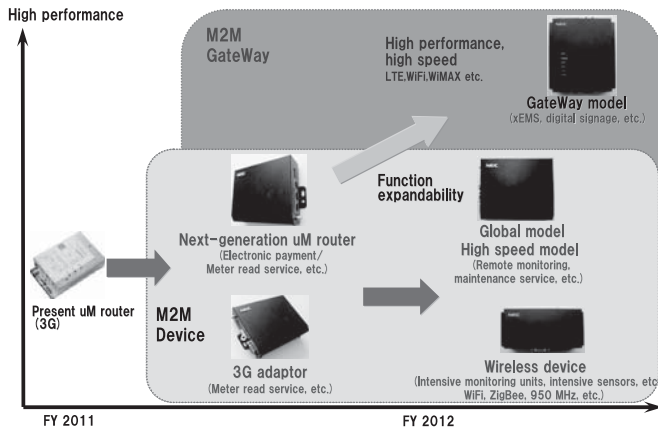 High performance
M2M
GateWay
High performance,
high speed
LTE,WiFi,WiMAX etc.
GateWay model
(xEMS, digital signage, etc.)
NEC
Next-generation uM router
(Electronic payment/
Meter read service, etc.)
Function
expandability
NEC
Global model
High speed model
(Remote monitoring,
maintenance service, etc.)
Present uM router
(3G)
M2M
Device
3G adaptor
(Meter read service, etc.)
NEC
Wireless device
(Intensive monitoring units, intensive sensors, etc
WiFi, ZigBee, 950 MHz, etc.)
FY 2011
FY 2012